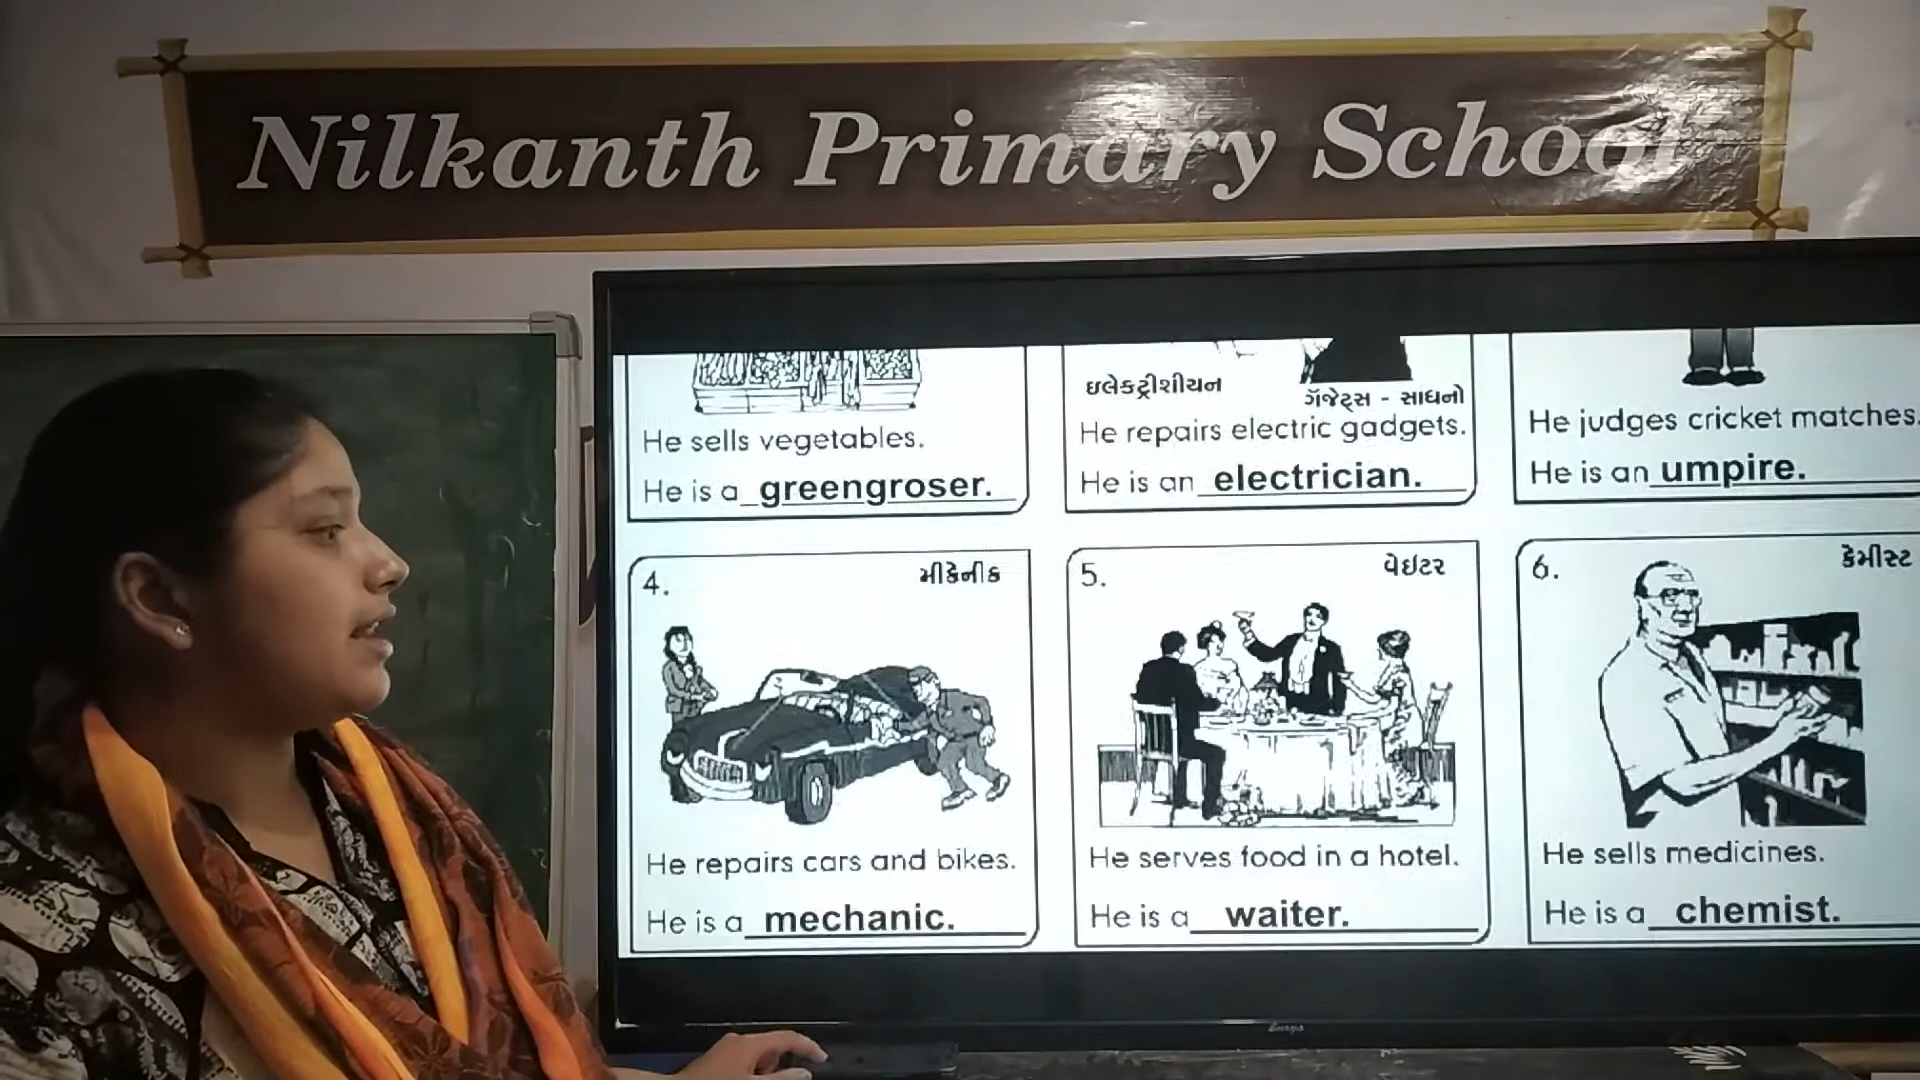 Nilkanth Primary School
He sells vegetables.
He is a greengroser.
ઇલેક્ટ્રીશીયન
ગૅજેટ્સ - સાધનો
He repairs electric gadgets.
He is an electrician.
He judges cricket matches.
He is an umpire.
4. મીકેનીક
He repairs cars and bikes.
He is a mechanic.
5. વેઇટર
He serves food in a hotel.
He is a waiter.
6. કેમીસ્ટ
He sells medicines.
He is a chemist.